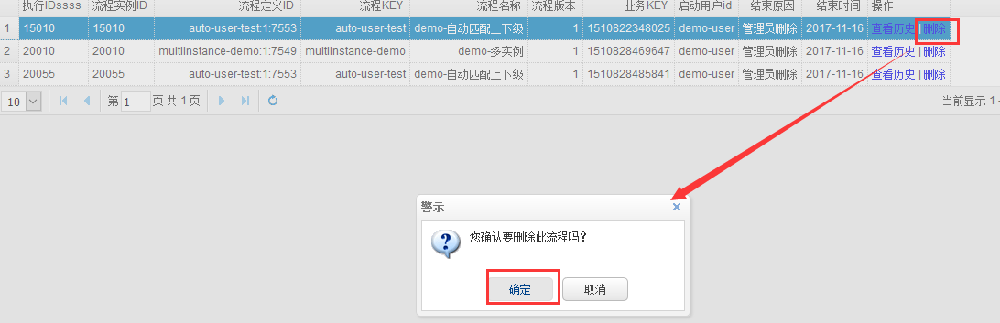 执行IDssss 流程实例ID 流程定义ID 流程KEY 流程名称 流程版本 业务KEY 启动用户id 结束原因 结束时间 操作
1 15010 15010 auto-user-test:1:7553 auto-user-test demo-自动匹配上下级 1 1510822348025 demo-user 管理员删除 2017-11-16 查看历史 | 删除
2 20010 20010 multiInstance-demo:1:7549 multiInstance-demo demo-多实例 1 1510828469647 demo-user 管理员删除 2017-11-16 查看历史 | 删除
3 20055 20055 auto-user-test:1:7553 auto-user-test demo-自动匹配上下级 1 1510828485841 demo-user 管理员删除 2017-11-16 查看历史 | 删除
10 第 1 页 共 1 页 当前显示 1 -
警示
您确认要删除此流程吗?
确定 取消